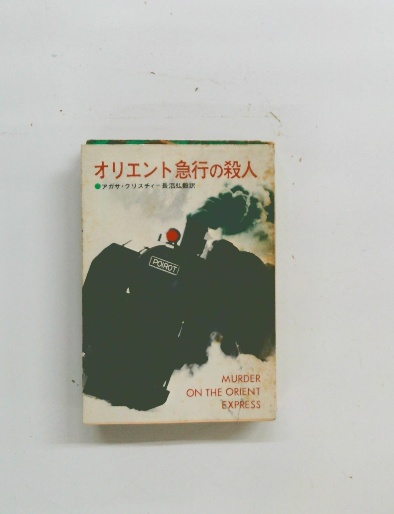 オリエント急行の殺人
●アガサ・クリスティー 長沼弘毅訳
POIROT
MURDER
ON THE ORIENT
EXPRESS